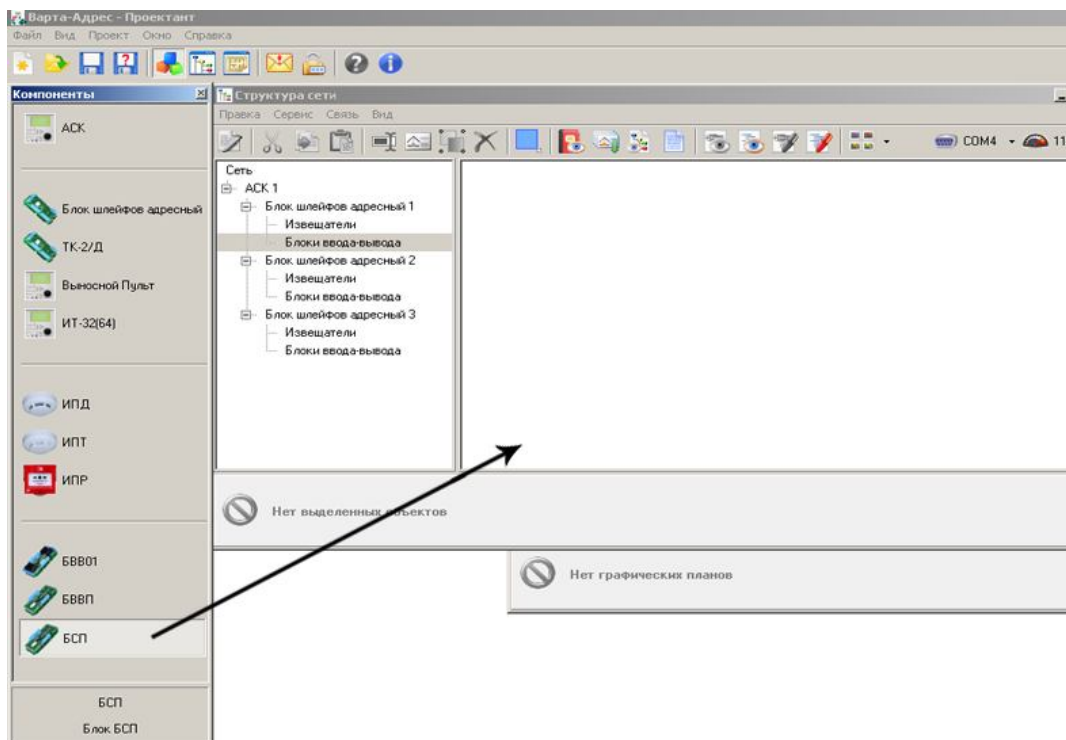 Варта-Адрес - Проектант
Файл Вид Проект Окно Справка
Компоненты
АСК
Блок шлейфов адресный
ТК-2/Д
Выносной Пульт
ИТ-32(64)
ИПД
ИПТ
ИПР
БВВ01
БВВП
БСП
БСП
Блок БСП
Структура сети
Правка Сервис Связь Вид
COM4 11
Сеть
АСК 1
Блок шлейфов адресный 1
Извещатели
Блоки ввода-вывода
Блок шлейфов адресный 2
Извещатели
Блоки ввода-вывода
Блок шлейфов адресный 3
Извещатели
Блоки ввода-вывода
Нет выделенных объектов
Нет графических планов